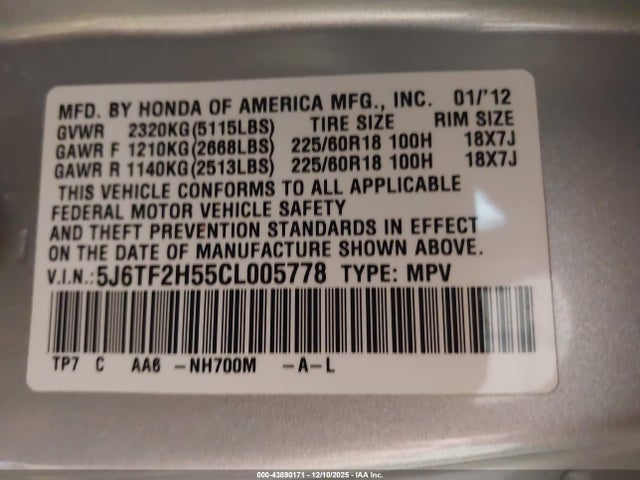 MFD. BY HONDA OF AMERICA MFG., INC. 01/'12
GVWR 2320KG(5115LBS) TIRE SIZE RIM SIZE
GAWR F 1210KG(2668LBS) 225/60R18 100H 18X7J
GAWR R 1140KG(2513LBS) 225/60R18 100H 18X7J
THIS VEHICLE CONFORMS TO ALL APPLICABLE
FEDERAL MOTOR VEHICLE SAFETY
AND THEFT PREVENTION STANDARDS IN EFFECT
ON THE DATE OF MANUFACTURE SHOWN ABOVE.
V.I.N.:5J6TF2H55CL005778 TYPE: MPV
TP7 C AA6 -NH700M -A-L
000-43890171 - 12/10/2025 - IAA Inc.